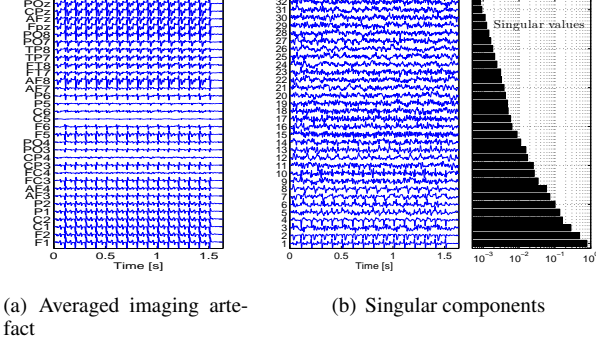 POz
CPz
AFz
Fpz
PO8
PO7
TP8
TP7
FT8
FT7
AF8
AF7
P6
P5
C6
C5
F6
F5
PO4
PO3
CP4
CP3
FC4
FC3
AF4
AF3
P2
P1
C2
C1
F2
F1
0 0.5 1 1.5
Time [s]
32
31
30
29
28
27
26
25
24
23
22
21
20
19
18
17
16
15
14
13
12
11
10
9
8
7
6
5
4
3
2
1
0 0.5 1 1.5
Time [s]
Singular values
10⁻³ 10⁻² 10⁻¹ 10⁰
(a) Averaged imaging arte-
fact
(b) Singular components